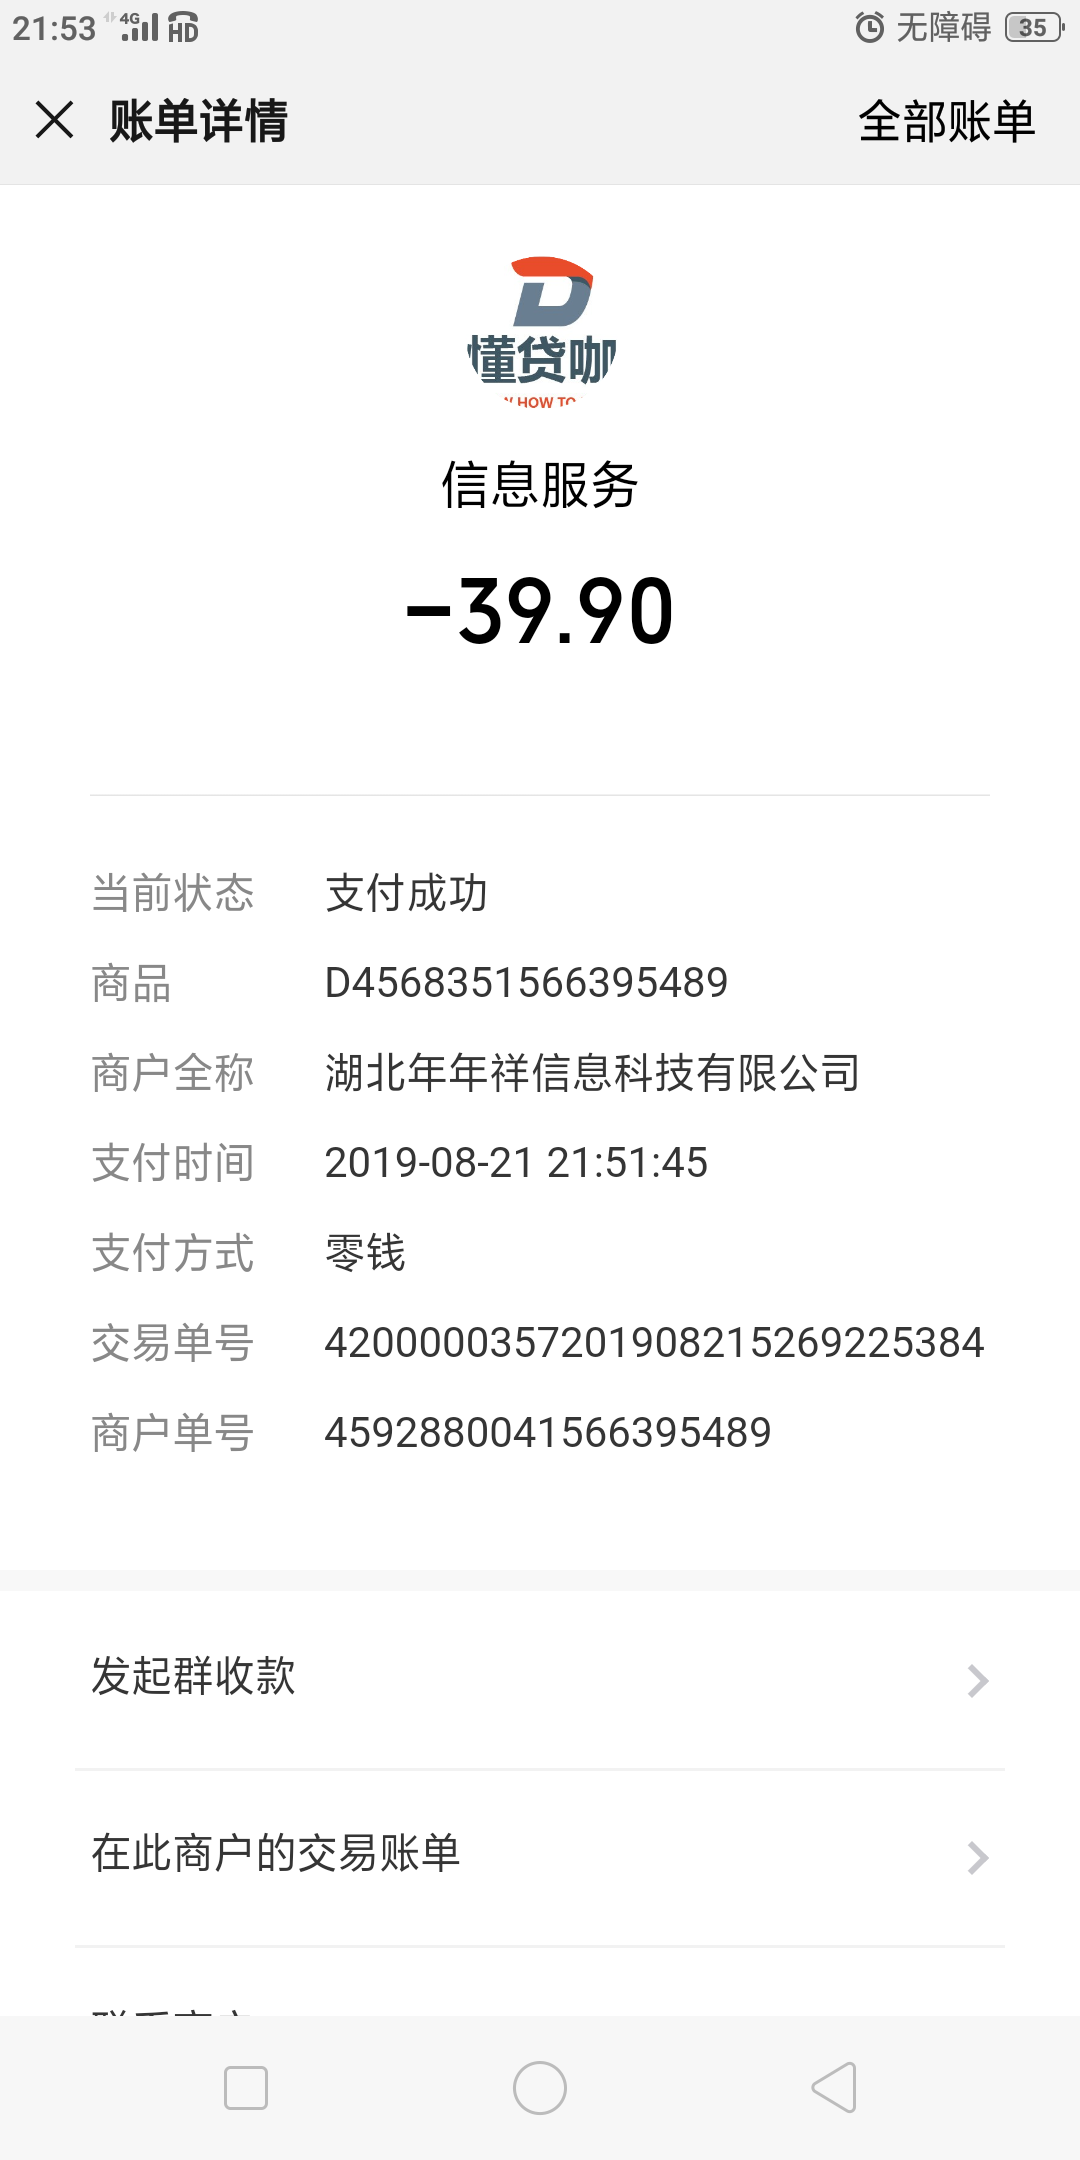 21:53 4G HD 无障碍 35
账单详情 全部账单
懂贷咖
HOW TO
信息服务
-39.90
当前状态 支付成功
商品 D4568351566395489
商户全称 湖北年年祥信息科技有限公司
支付时间 2019-08-21 21:51:45
支付方式 零钱
交易单号 4200000357201908215269225384
商户单号 4592880041566395489
发起群收款
在此商户的交易账单